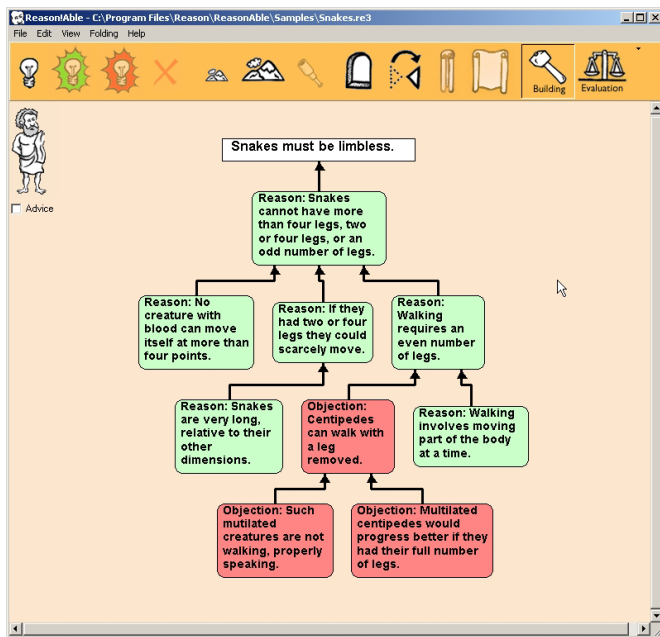 Reason!Able - C:\Program Files\Reason\ReasonAble\Samples\Snakes.re3
File Edit View Folding Help
Building
Evaluation
Advice
Snakes must be limbless.
Reason: Snakes
cannot have more
than four legs, two
or four legs, or an
odd number of legs.
Reason: No
creature with
blood can move
itself at more than
four points.
Reason: If they
had two or four
legs they could
scarcely move.
Reason:
Walking
requires an
even number
of legs.
Reason: Snakes
are very long,
relative to their
other
dimensions.
Objection:
Centipedes
can walk with
a leg
removed.
Reason: Walking
involves moving
part of the body
at a time.
Objection: Such
mutilated
creatures are not
walking, properly
speaking.
Objection: Multilated
centipedes would
progress better if they
had their full number
of legs.